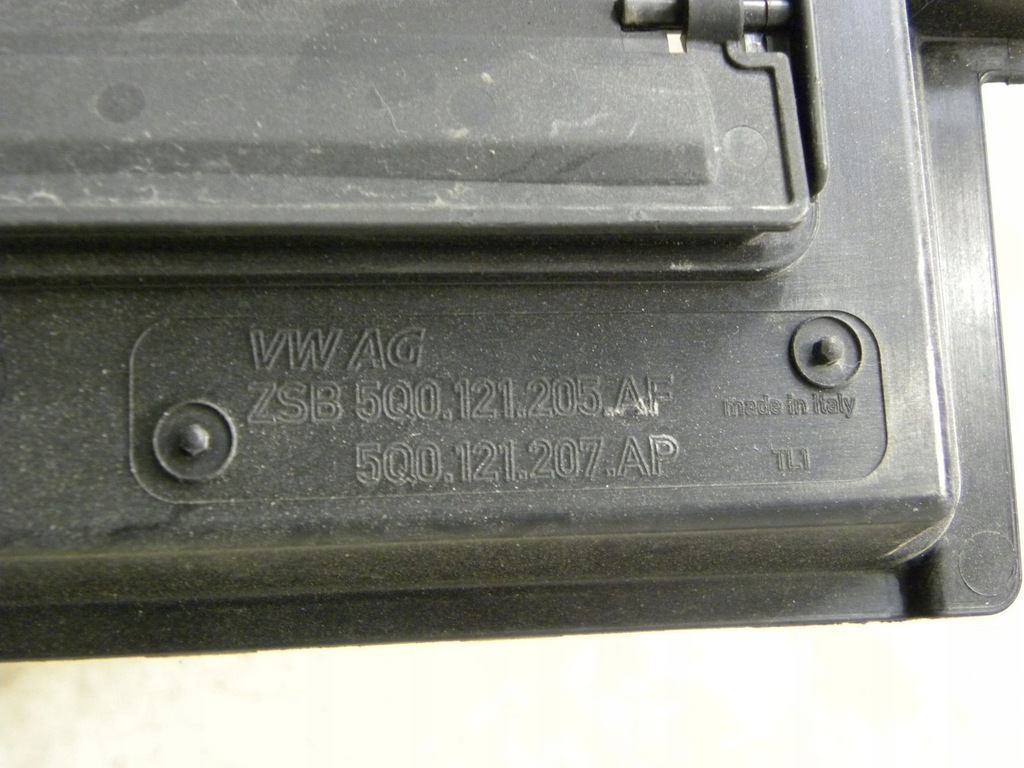 VW AG
ZSB 5Q0.121.205.AF
made in italy
5Q0.121.207.AP
TL1